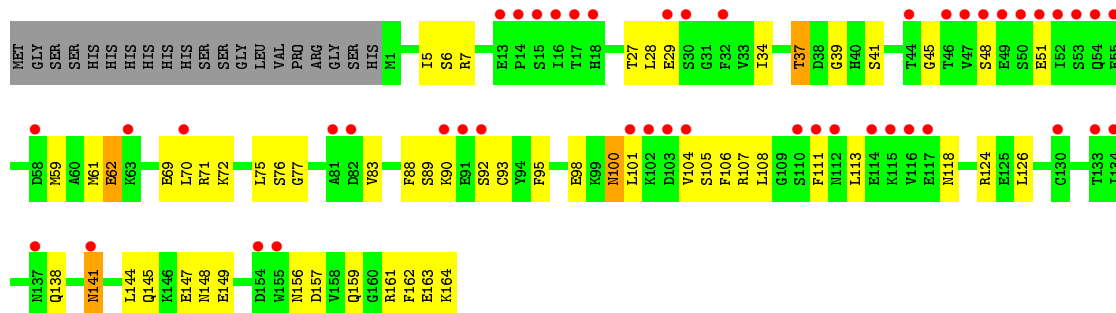 MET GLY SER SER HIS HIS HIS HIS HIS HIS SER SER GLY LEU VAL PRO ARG GLY SER HIS M1 I5 S6 R7 E13 P14 S15 I16 T17 H18 T27 L28 E29 S30 G31 F32 V33 I34 T37 D38 G39 H40 S41 T44 G45 T46 V47 S48 E49 S50 E51 I52 S53 Q54 E55
D58 M59 A60 M61 E62 K63 E69 L70 R71 K72 L75 S76 G77 A81 D82 V83 F88 S89 K90 E91 S92 C93 Y94 F95 E98 K99 N100 L101 K102 D103 V104 S105 F106 R107 L108 G109 S110 F111 N112 L113 E114 K115 V116 E117 N118 R124 E125 L126 C130 T133 I134
N137 Q138 N141 L144 Q145 K146 E147 N148 E149 D154 W155 N156 D157 V158 Q159 G160 R161 F162 E163 K164